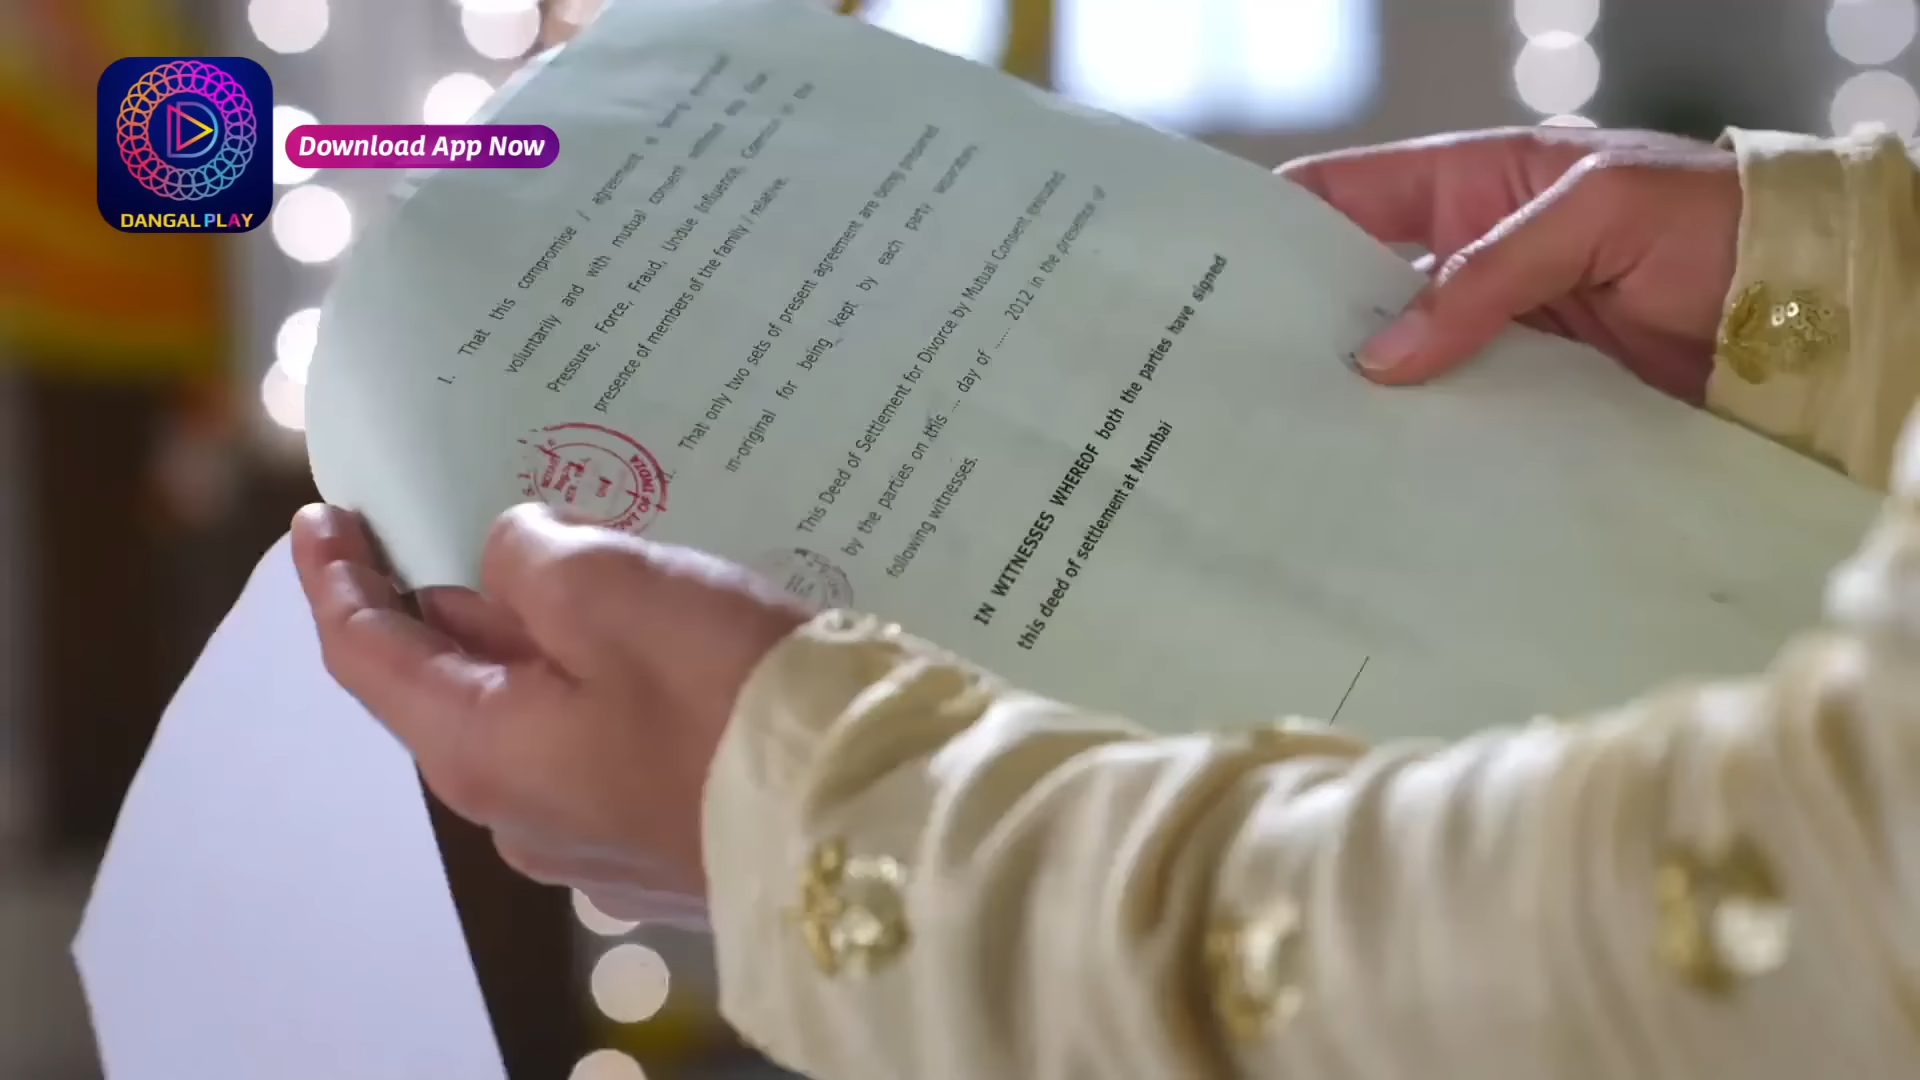 DANGAL PLAY
Download App Now
1. That this compromise / agreement is being executed
voluntarily and with mutual consent without any
Pressure, Force, Fraud, Undue Influence, Coercion in the
presence of members of the family / relative.
That only two sets of present agreement are being prepared
in-original for being kept by each party separately.
This Deed of Settlement for Divorce by Mutual Consent executed
by the parties on this .... day of ...... 2012 in the presence of
following witnesses.
IN WITNESSES WHEREOF both the parties have signed
this deed of settlement at Mumbai
INDIA